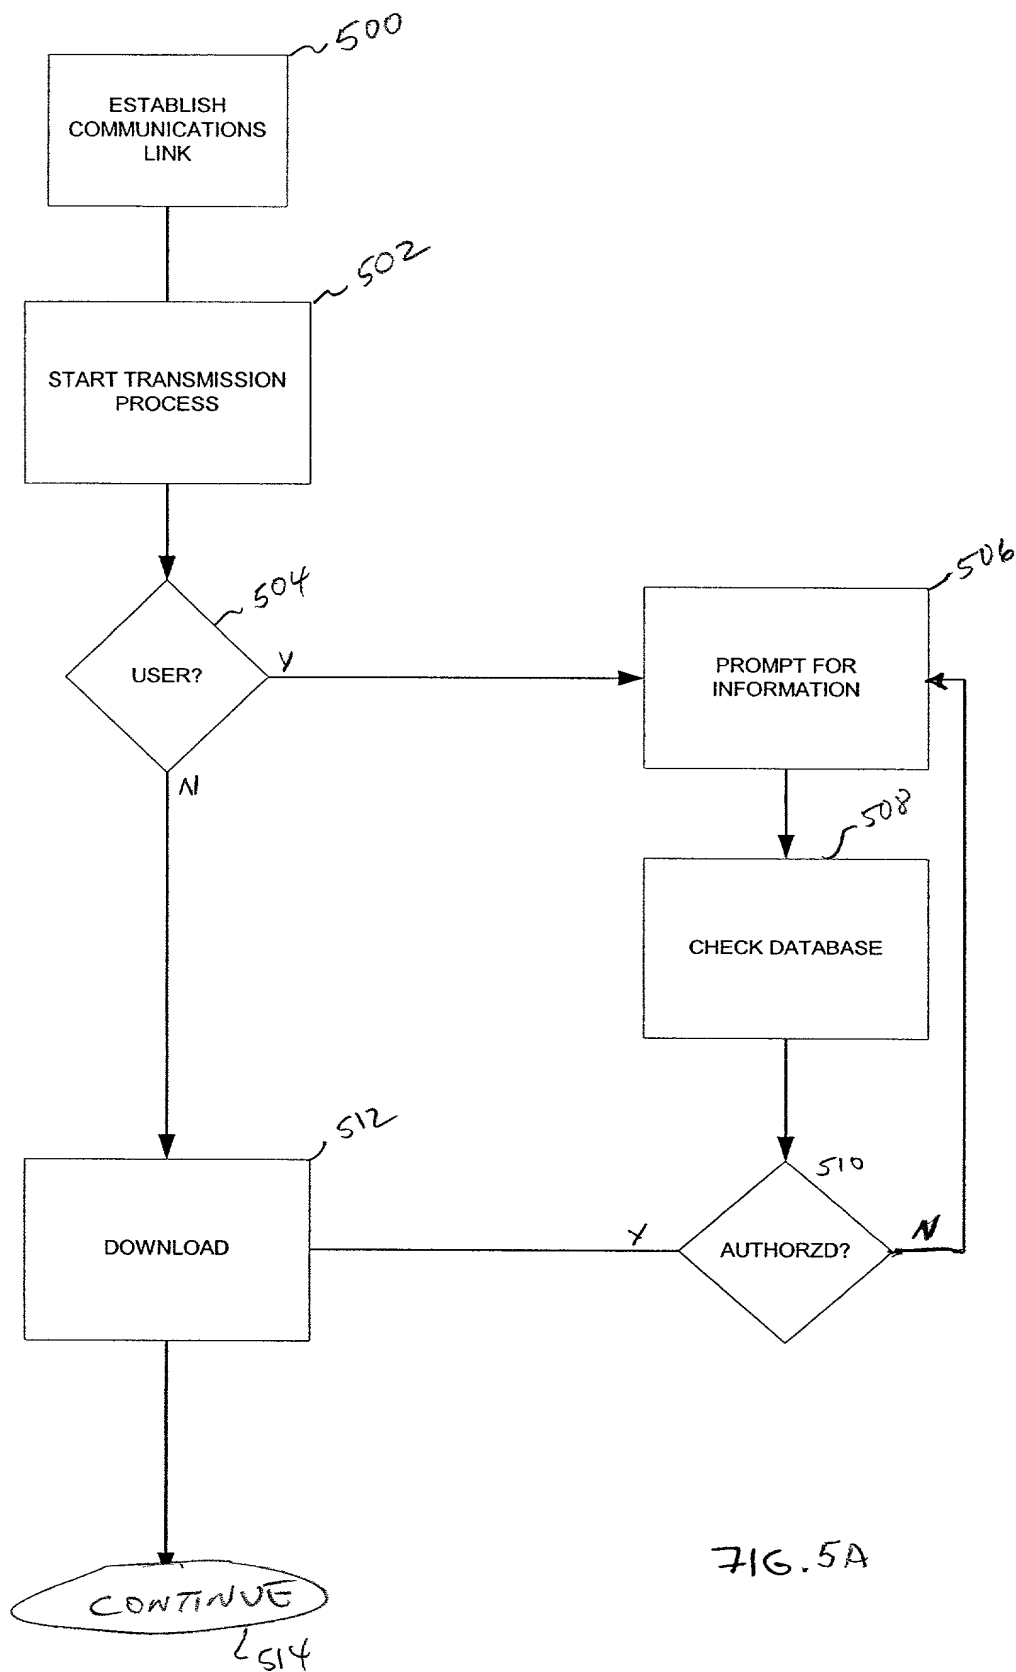 500
ESTABLISH
COMMUNICATIONS
LINK
502
START TRANSMISSION
PROCESS
504
USER?
Y
N
506
PROMPT FOR
INFORMATION
508
CHECK DATABASE
510
AUTHORZD?
Y
N
512
DOWNLOAD
CONTINUE
514
FIG. 5A